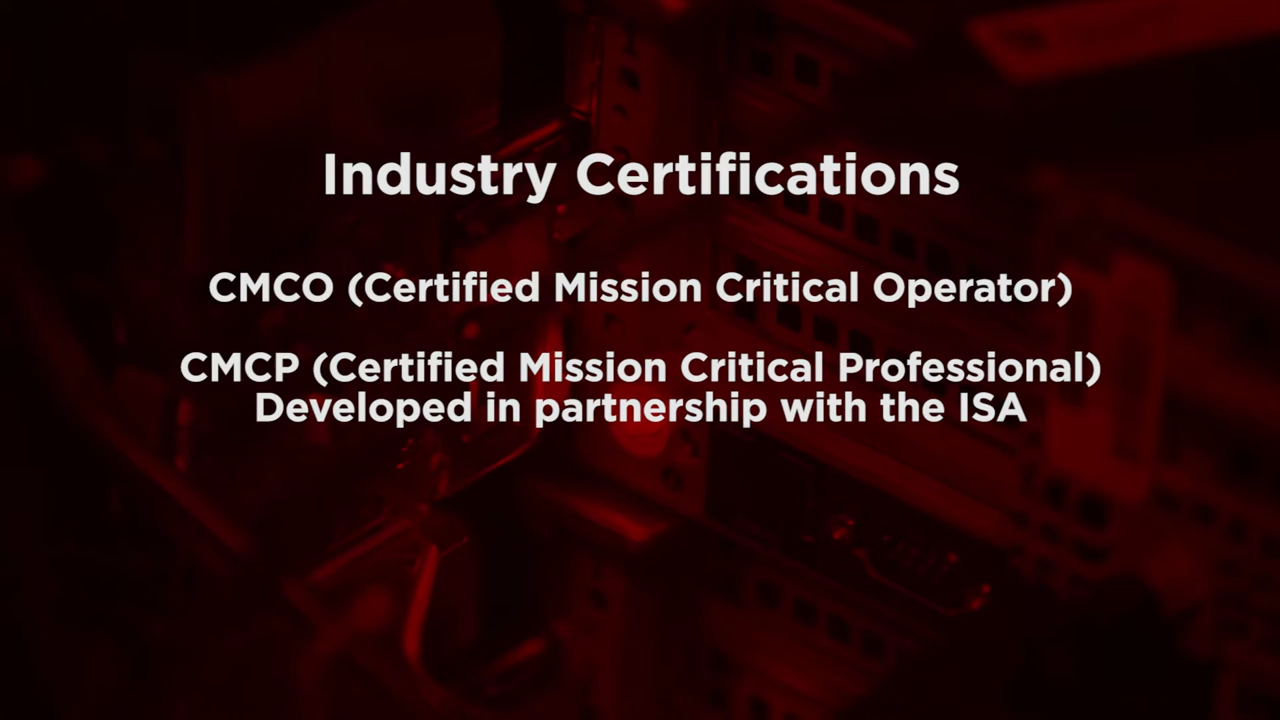 Industry Certifications
CMCO (Certified Mission Critical Operator)
CMCP (Certified Mission Critical Professional)
Developed in partnership with the ISA